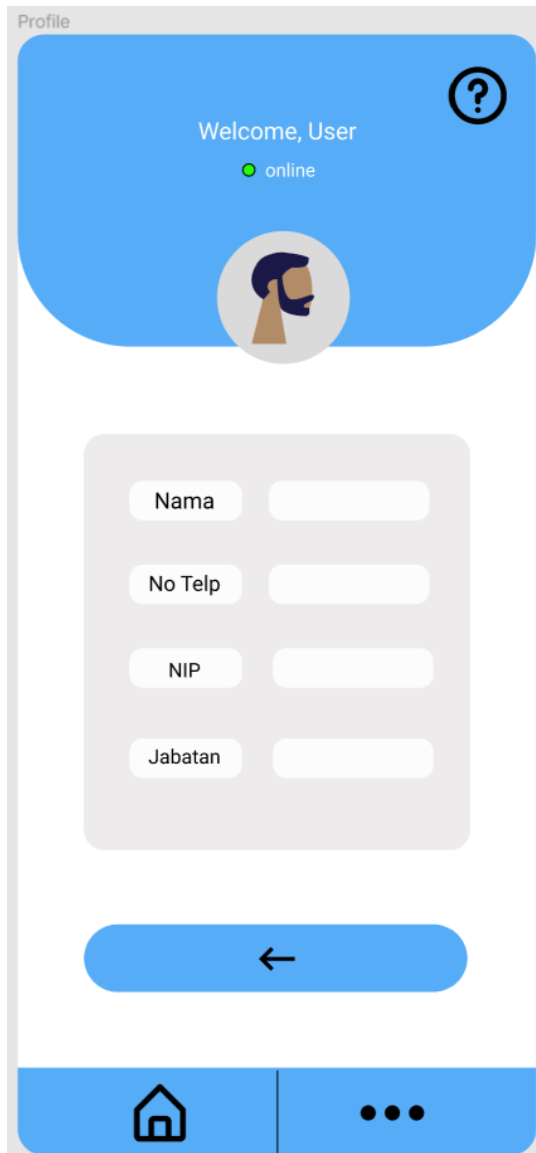 Profile
Welcome, User
online
Nama
No Telp
NIP
Jabatan